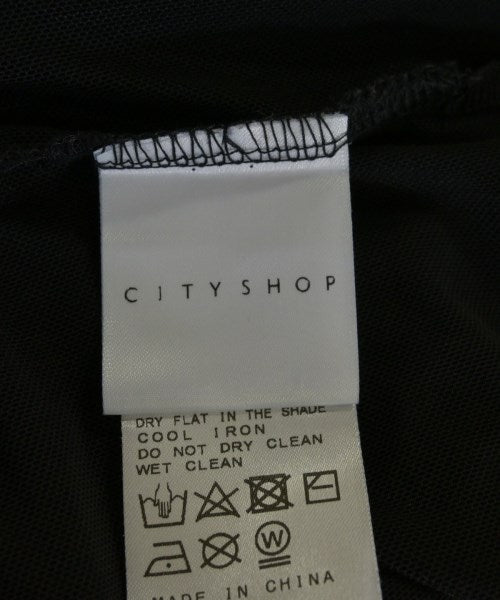 CITYSHOP
DRY FLAT IN THE SHADE
COOL IRON
DO NOT DRY CLEAN
WET CLEAN
W
MADE IN CHINA